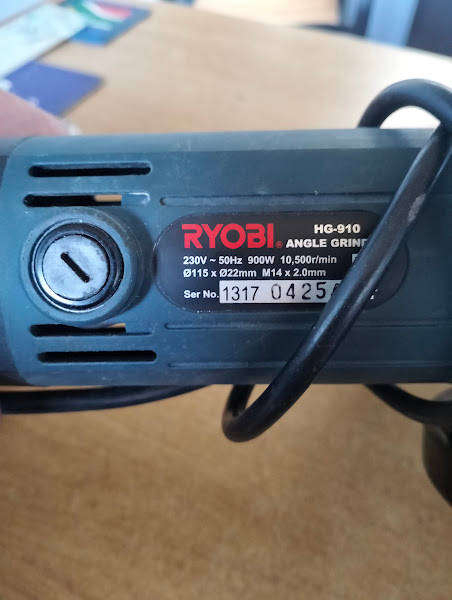 HG-910
RYOBI®
ANGLE
230V ~ 50Hz 900W 10,500r/min
Ø115 x Ø22mm M14 x 2.0mm
Ser No. 1317 0425